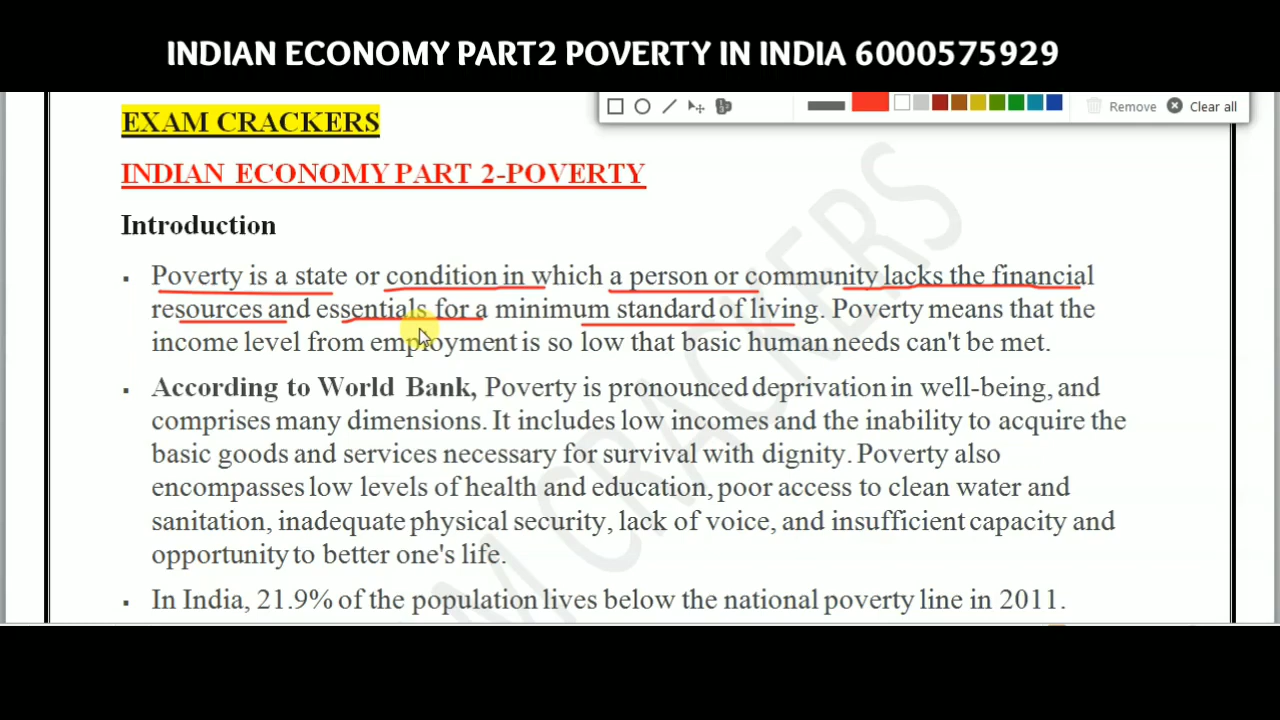 INDIAN ECONOMY PART2 POVERTY IN INDIA 6000575929
Remove Clear all
EXAM CRACKERS
INDIAN ECONOMY PART 2-POVERTY
Introduction
▪ Poverty is a state or condition in which a person or community lacks the financial
resources and essentials for a minimum standard of living. Poverty means that the
income level from employment is so low that basic human needs can't be met.
▪ According to World Bank, Poverty is pronounced deprivation in well-being, and
comprises many dimensions. It includes low incomes and the inability to acquire the
basic goods and services necessary for survival with dignity. Poverty also
encompasses low levels of health and education, poor access to clean water and
sanitation, inadequate physical security, lack of voice, and insufficient capacity and
opportunity to better one's life.
▪ In India, 21.9% of the population lives below the national poverty line in 2011.
M CRACKERS